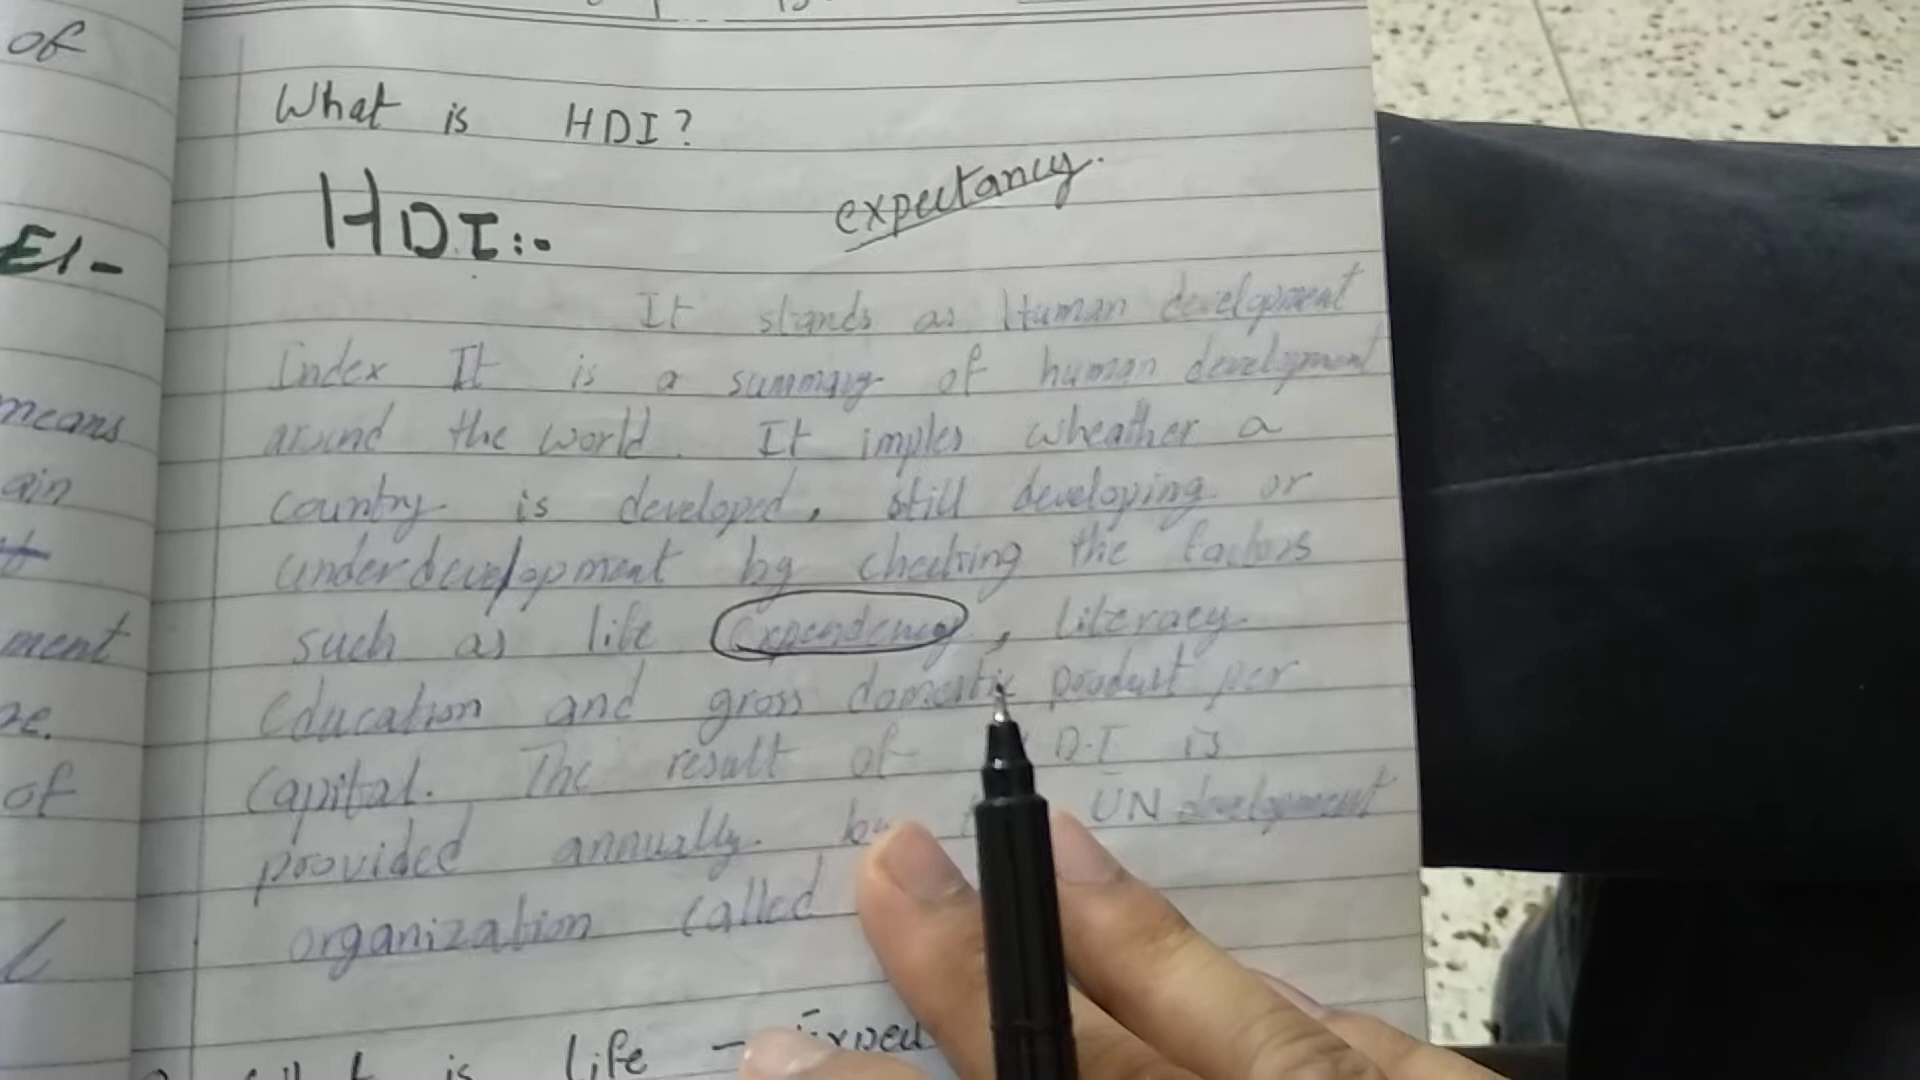 of
What is HDI?
expectancy.
HDI:-
E1-
It stands as Human development
Index It is a summary of human development
means
around the world. It imples wheather a
ain
country is developed, still developing or
underdevelopment by checking the factors
such as life expendency, literacy
ment
Education and gross domestic product per
Capital. The result of D.I is
of
provided annually. by UN development
organization called
is life - Expec